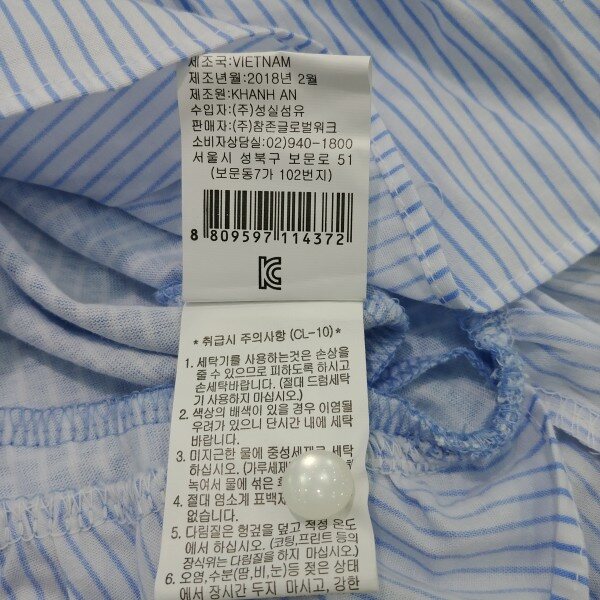 제조국:VIETNAM
제조년월:2018년 2월
제조원:KHANH AN
수입자:(주)성실섬유
판매자:(주)참존글로벌워크
소비자상담실:02)940-1800
서울시 성북구 보문로 51
(보문동7가 102번지)
8 809597 114372
KC
* 취급시 주의사항 (CL-10)*
1. 세탁기를 사용하는것은 손상을
줄 수 있으므로 피하도록 하시고
손세탁바랍니다. (절대 드럼세탁
기 사용하지 마십시오.)
2. 색상의 배색이 있을 경우 이염될
우려가 있으니 단시간 내에 세탁
바랍니다.
3. 미지근한 물에 중성세제로 세탁
하십시오. (가루세제
녹여서 물에 섞은
4. 절대 염소계 표백제
없습니다.
5. 다림질은 헝겊을 덮고 적정 온도
에서 하십시오. (코팅,프린트 등의
장식위는 다림질을 하지 마십시오.)
6. 오염,수분(땀,비,눈)등 젖은 상태
에서 장시간 두지 마시고, 강한